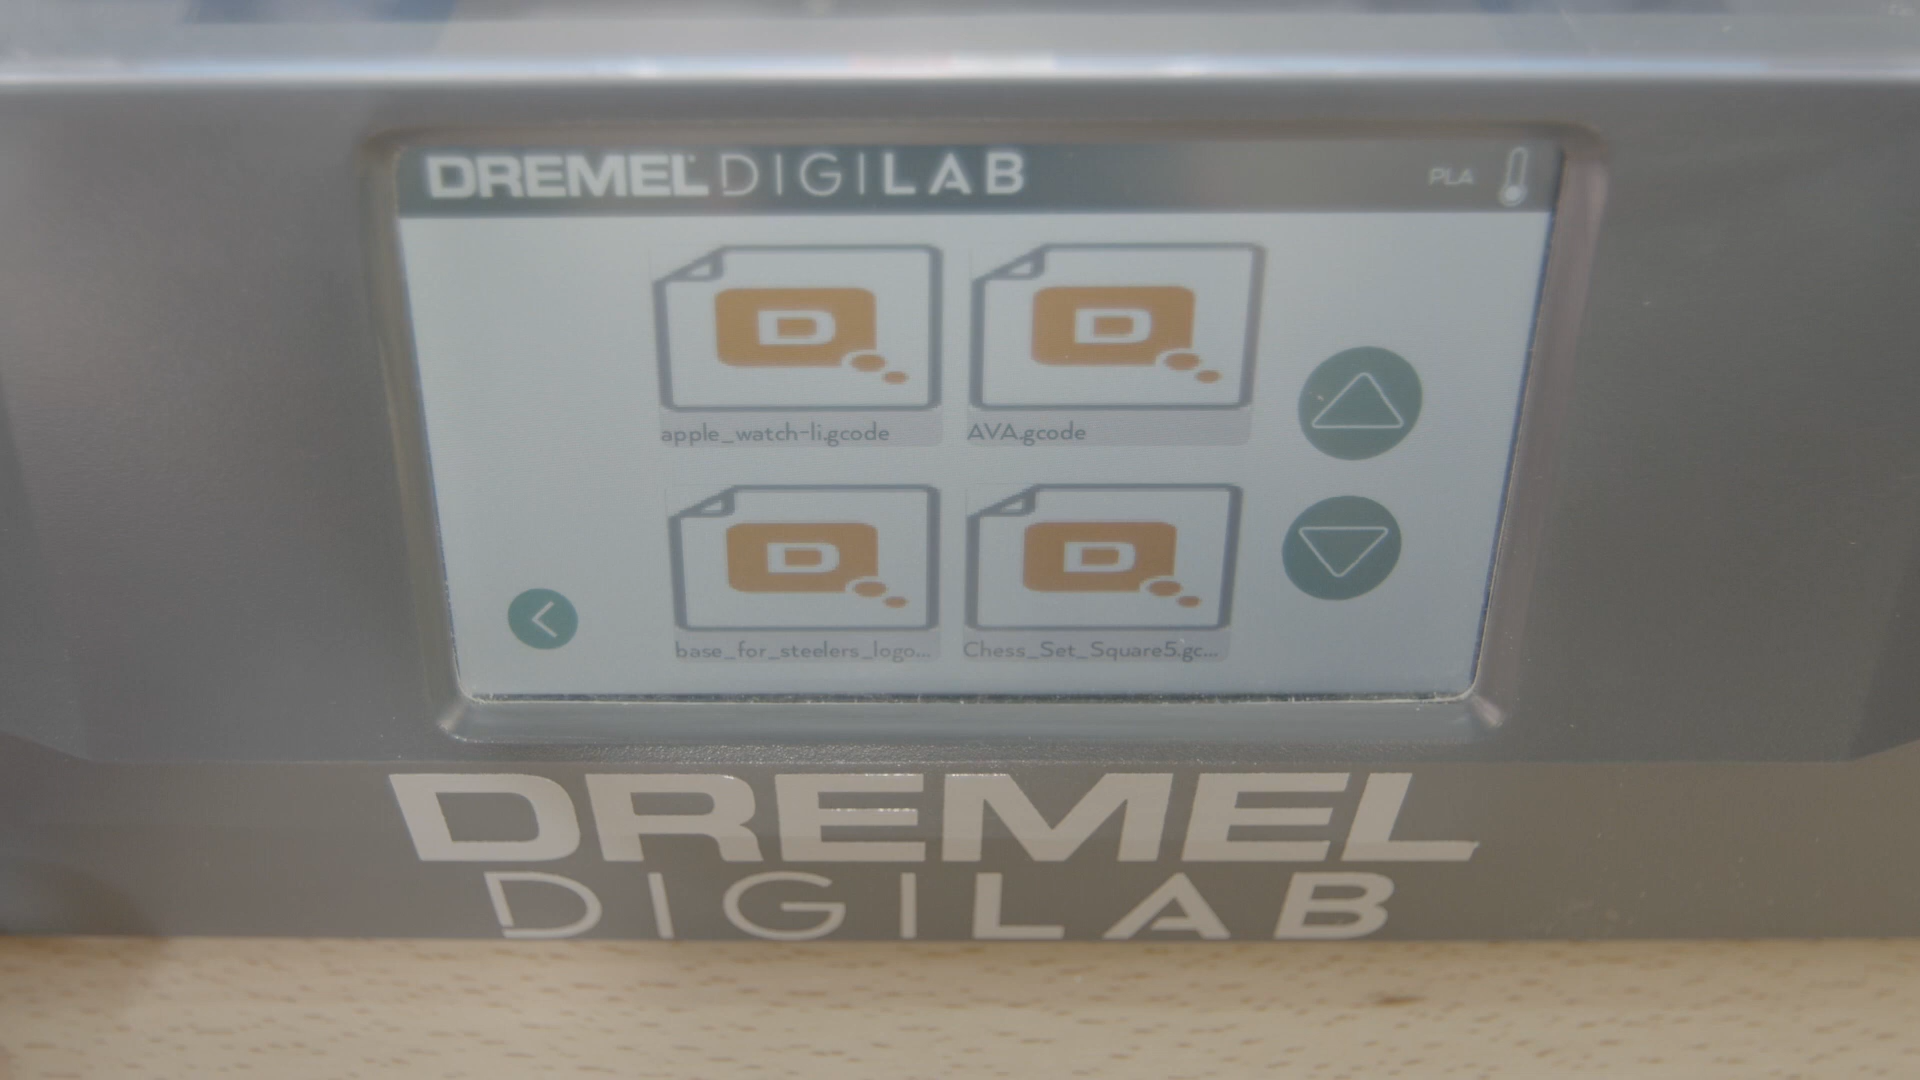 DREMEL DIGILAB
PLA
D
D
apple_watch-li.gcode
AVA.gcode
D
D
base_for_steelers_logo...
Chess_Set_Square5.gc...
DREMEL
DIGILAB